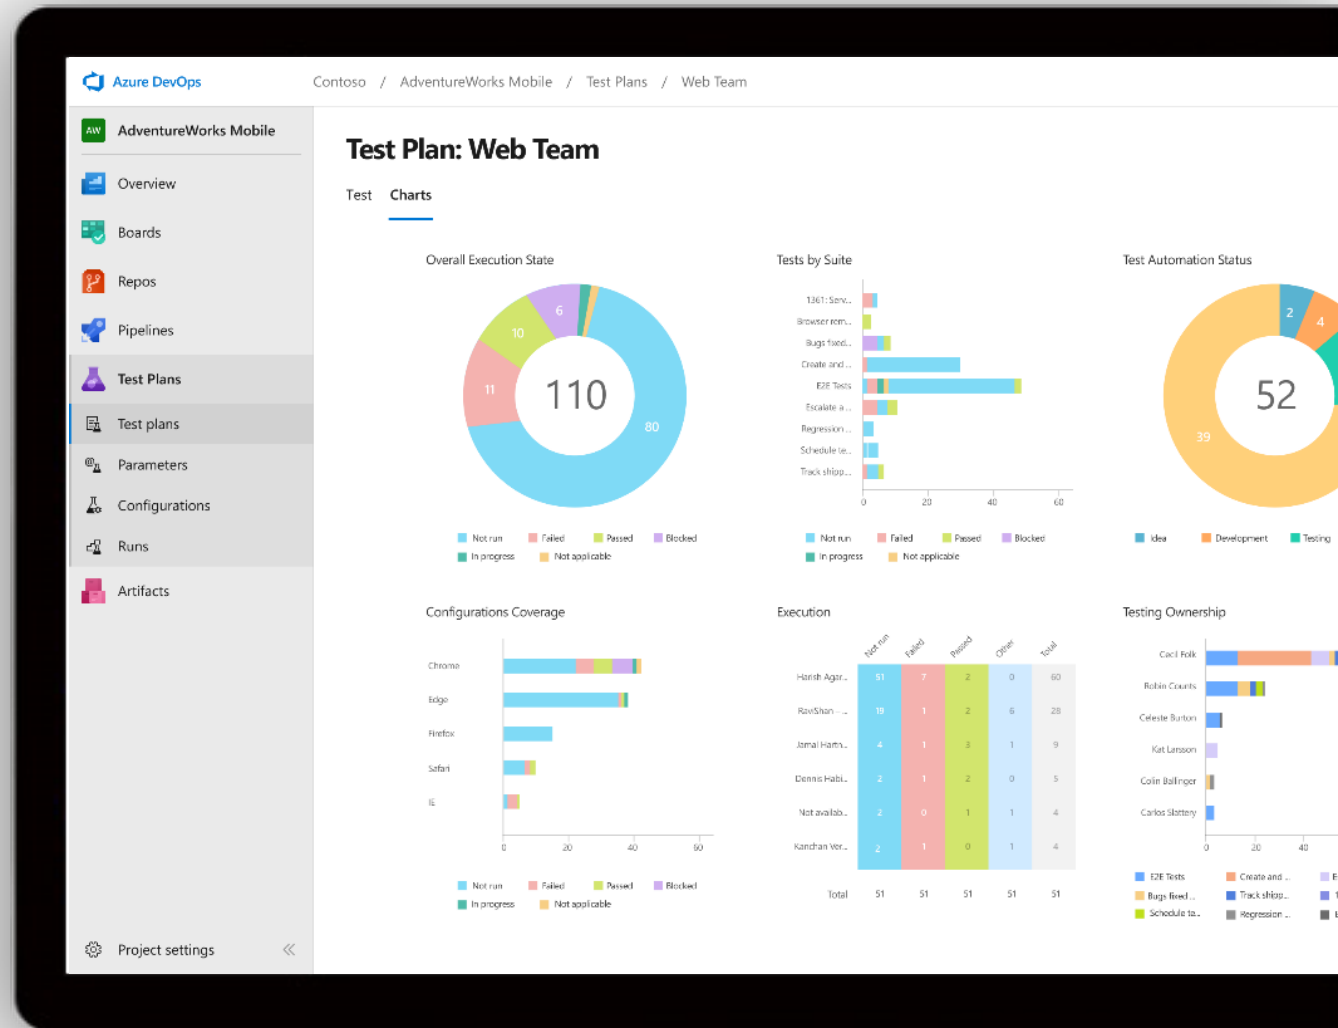 Azure DevOps
Contoso / AdventureWorks Mobile / Test Plans / Web Team
AW AdventureWorks Mobile
Overview
Boards
Repos
Pipelines
Test Plans
Test plans
Parameters
Configurations
Runs
Artifacts
Project settings
Test Plan: Web Team
Test Charts
Overall Execution State
6
10
11
110
80
Not run Failed Passed Blocked
In progress Not applicable
Tests by Suite
1361: Serv...
Browser rem...
Bugs fixed...
Create and ...
E2E Tests
Escalate a ...
Regression ...
Schedule te...
Track shipp...
0 20 40 60
Not run Failed Passed Blocked
In progress Not applicable
Test Automation Status
2
4
52
39
Idea Development Testing
Configurations Coverage
Chrome
Edge
Firefox
Safari
IE
0 20 40 60
Not run Failed Passed Blocked
In progress Not applicable
Execution
Not run Failed Passed Other Total
Harish Agar... 51 7 2 0 60
RaviShan - ... 19 1 2 6 28
Jamal Hartn... 4 1 3 1 9
Dennis Habi... 2 1 2 0 5
Not availab... 2 0 1 1 4
Kanchan Ver... 2 1 0 1 4
Total 51 51 51 51 51
Testing Ownership
Cecil Folk
Robin Counts
Celeste Burton
Kat Larsson
Colin Ballinger
Carlos Slattery
0 20 40
E2E Tests Create and ... E
Bugs fixed ... Track shipp... 1
Schedule te... Regression ...